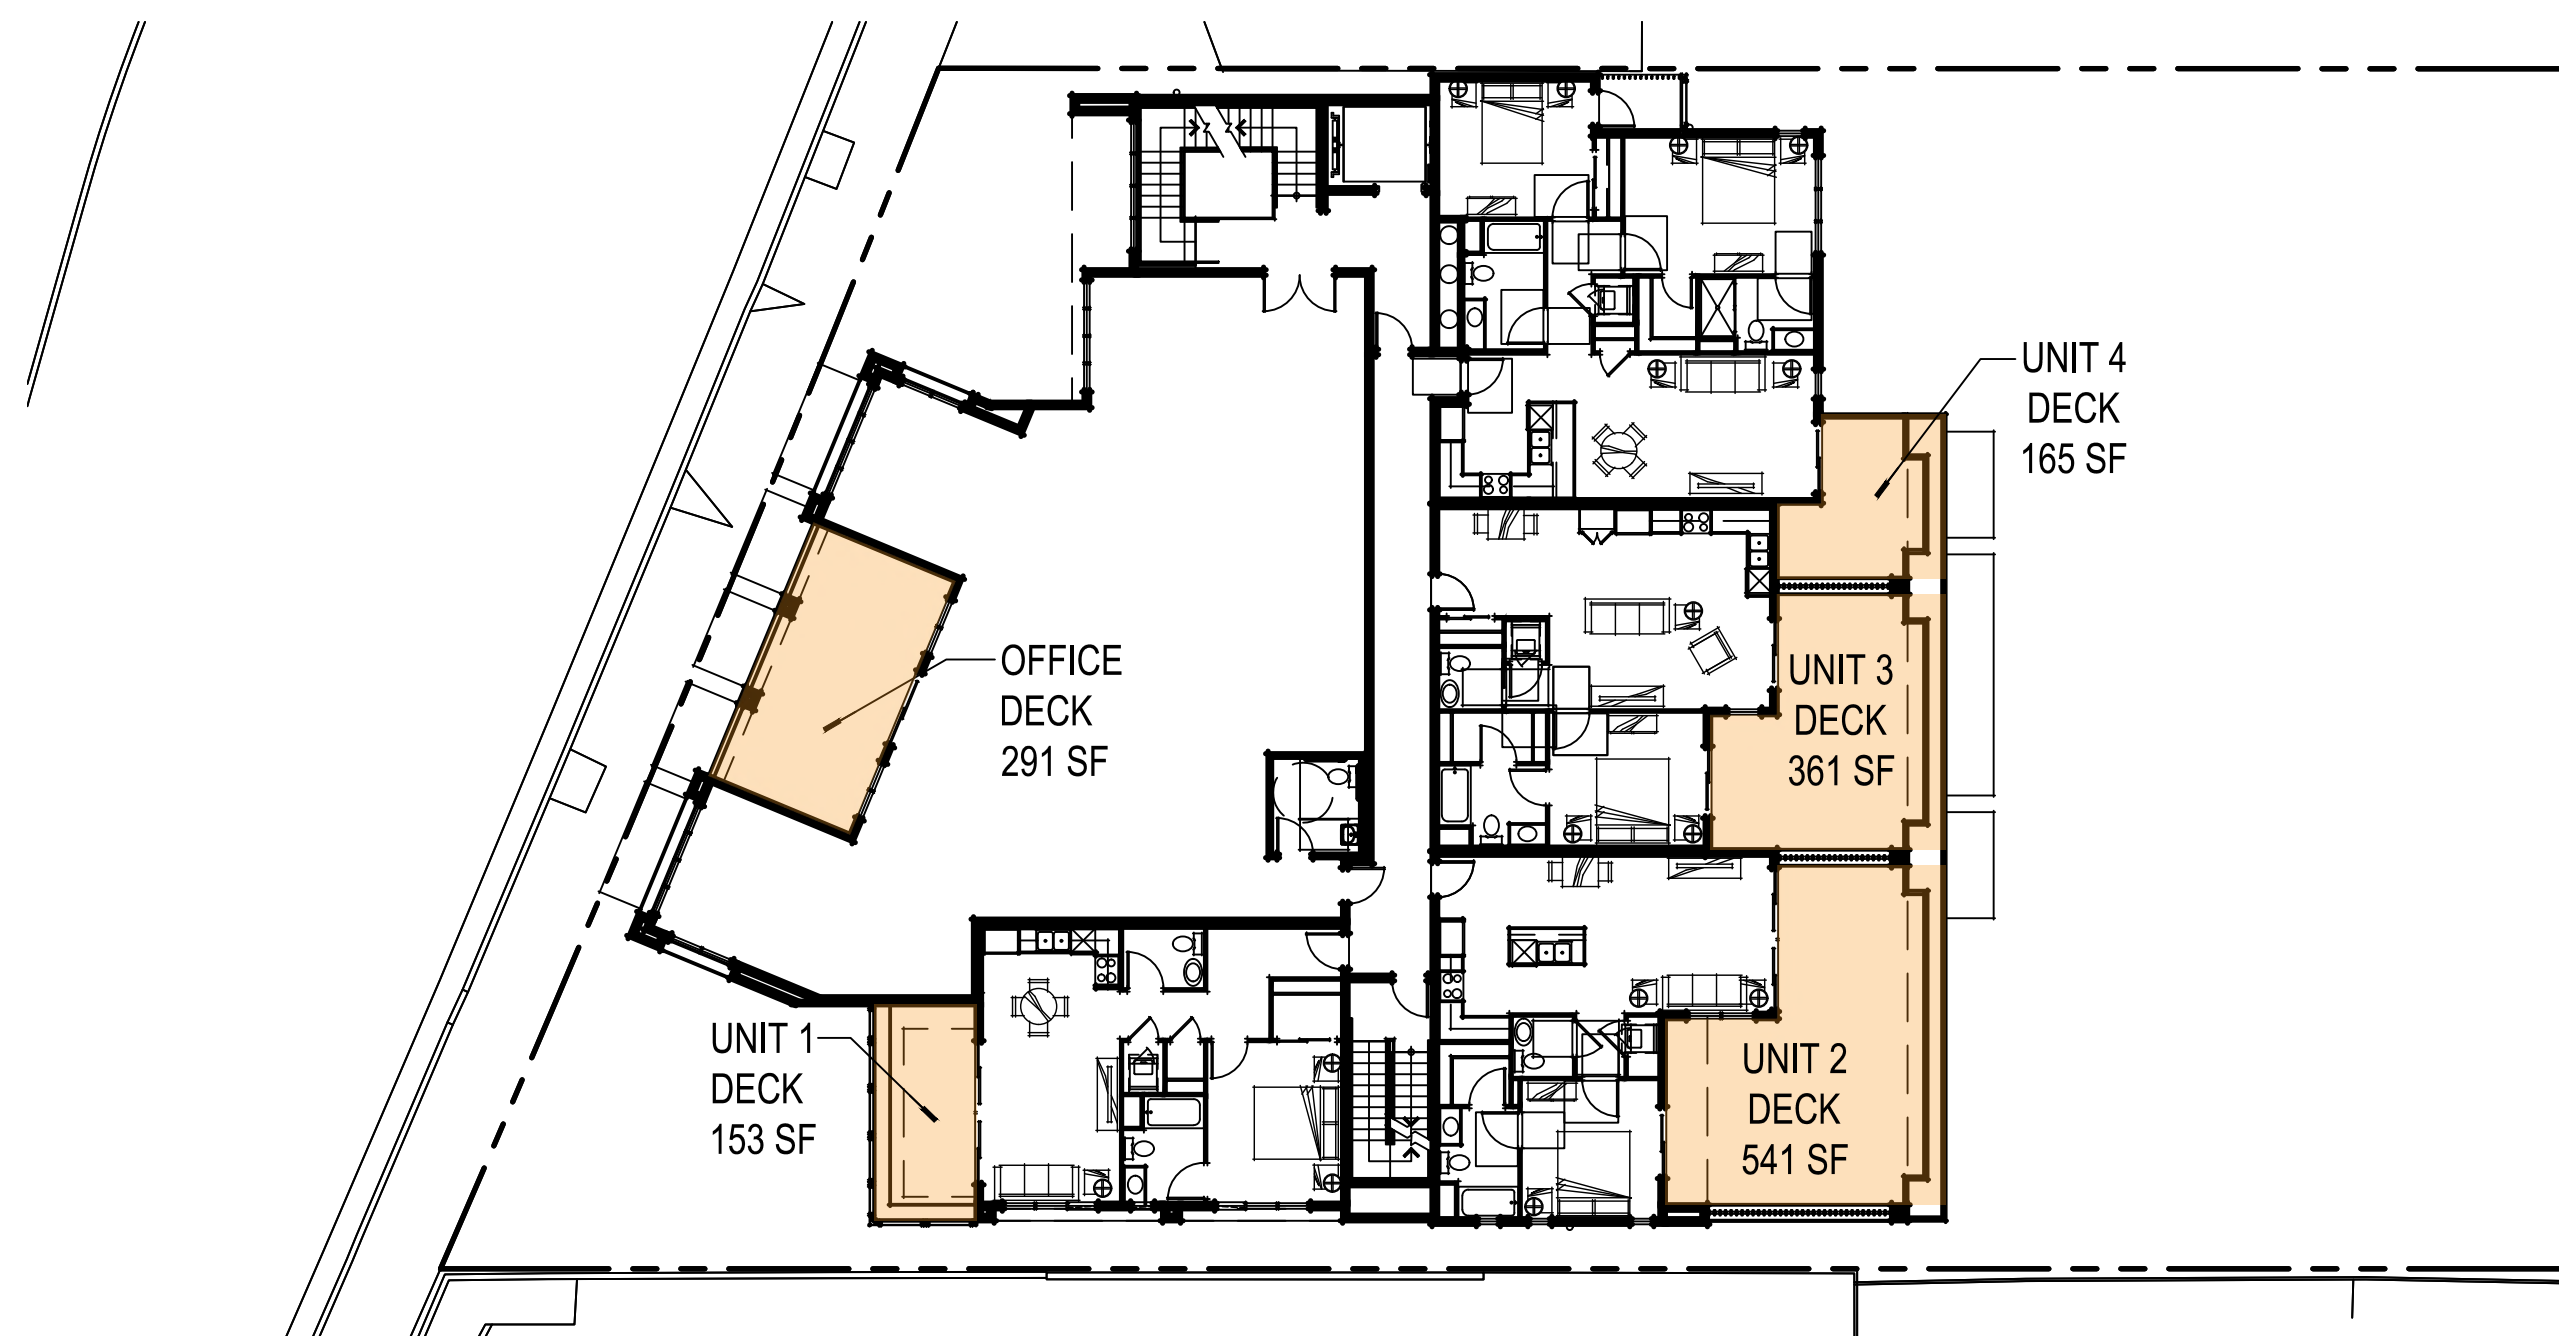 UNIT 4
DECK
165 SF
OFFICE
DECK
291 SF
UNIT 3
DECK
361 SF
UNIT 1
DECK
153 SF
UNIT 2
DECK
541 SF